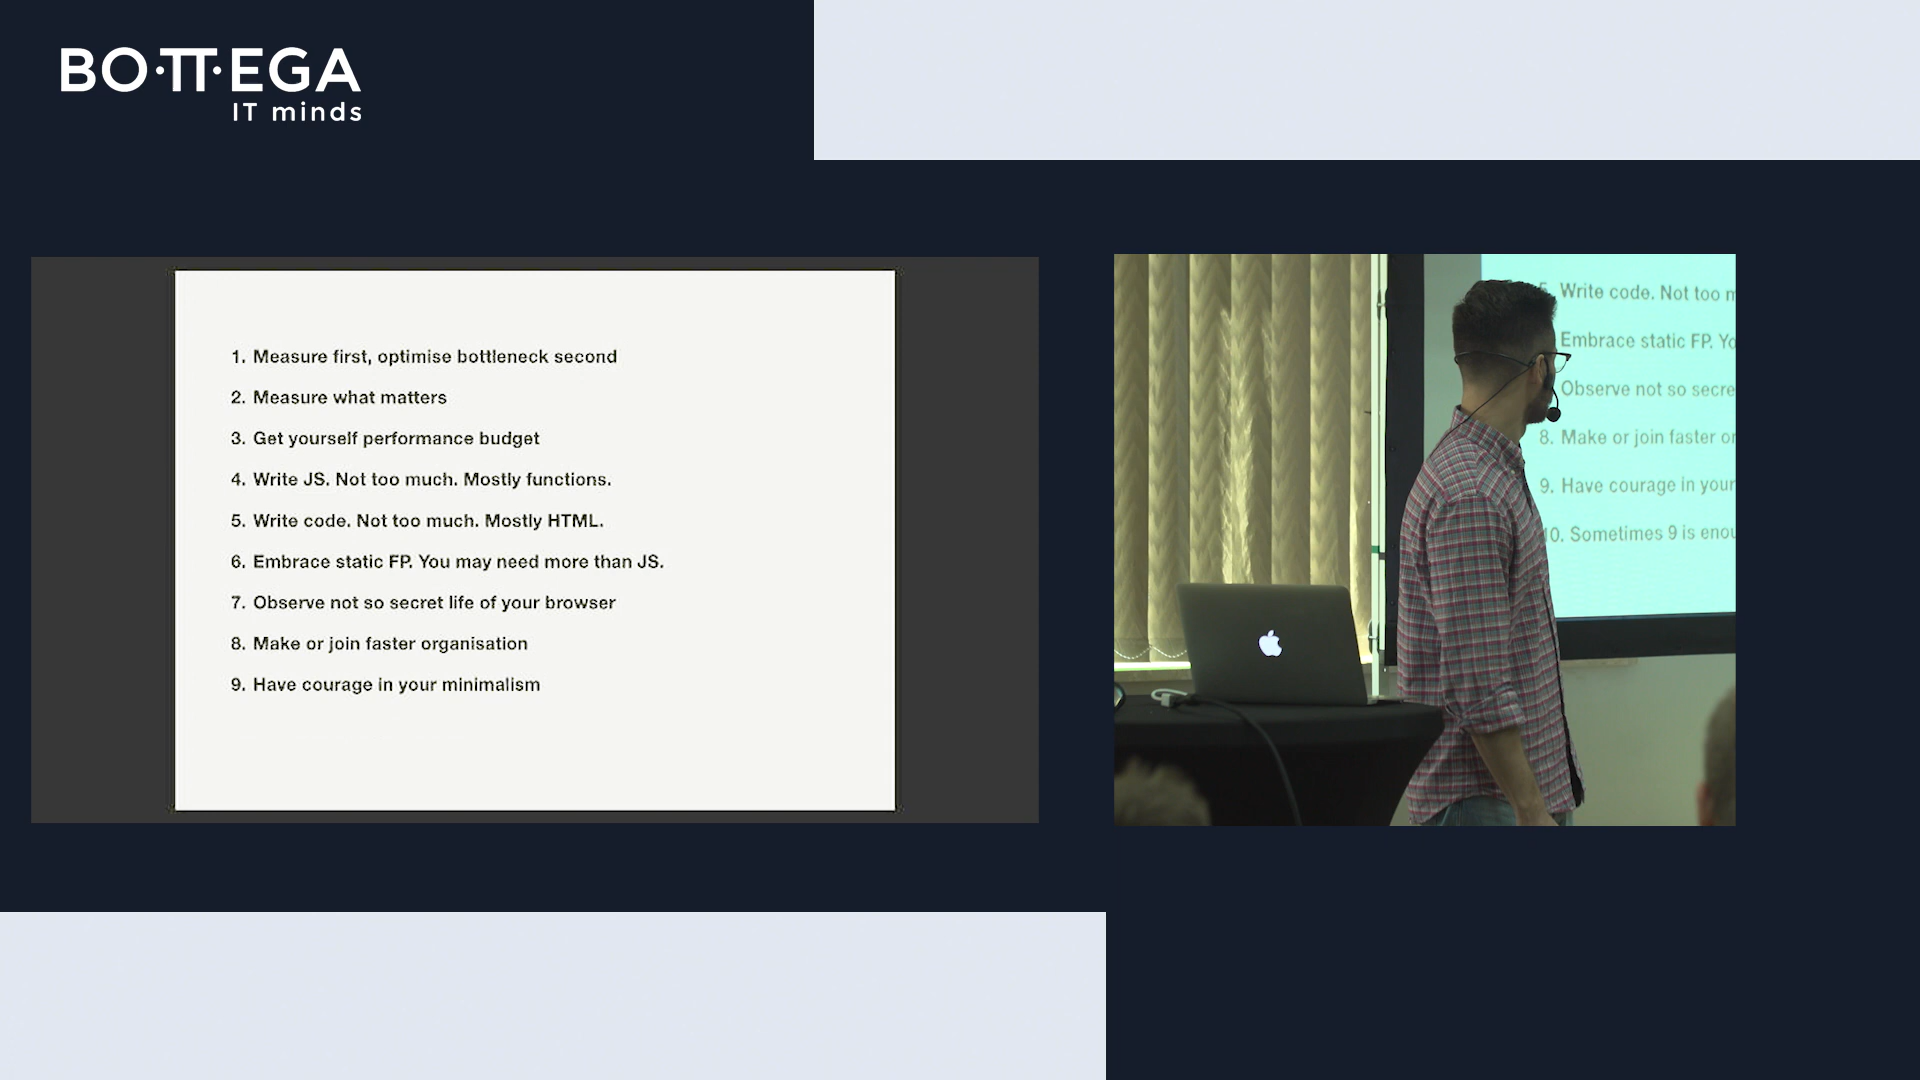 BO·TT·EGA
IT minds
1. Measure first, optimise bottleneck second
2. Measure what matters
3. Get yourself performance budget
4. Write JS. Not too much. Mostly functions.
5. Write code. Not too much. Mostly HTML.
6. Embrace static FP. You may need more than JS.
7. Observe not so secret life of your browser
8. Make or join faster organisation
9. Have courage in your minimalism
5. Write code. Not too
Embrace static FP.
Observe not so
8. Make or join faster
9. Have courage in your
10. Sometimes 9 is